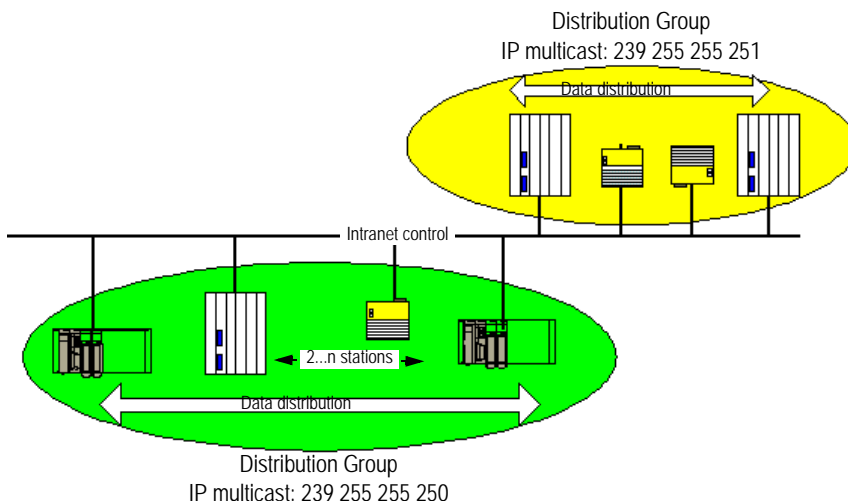 Distribution Group
IP multicast: 239 255 255 251
Data distribution
Intranet control
2...n stations
Data distribution
Distribution Group
IP multicast: 239 255 255 250